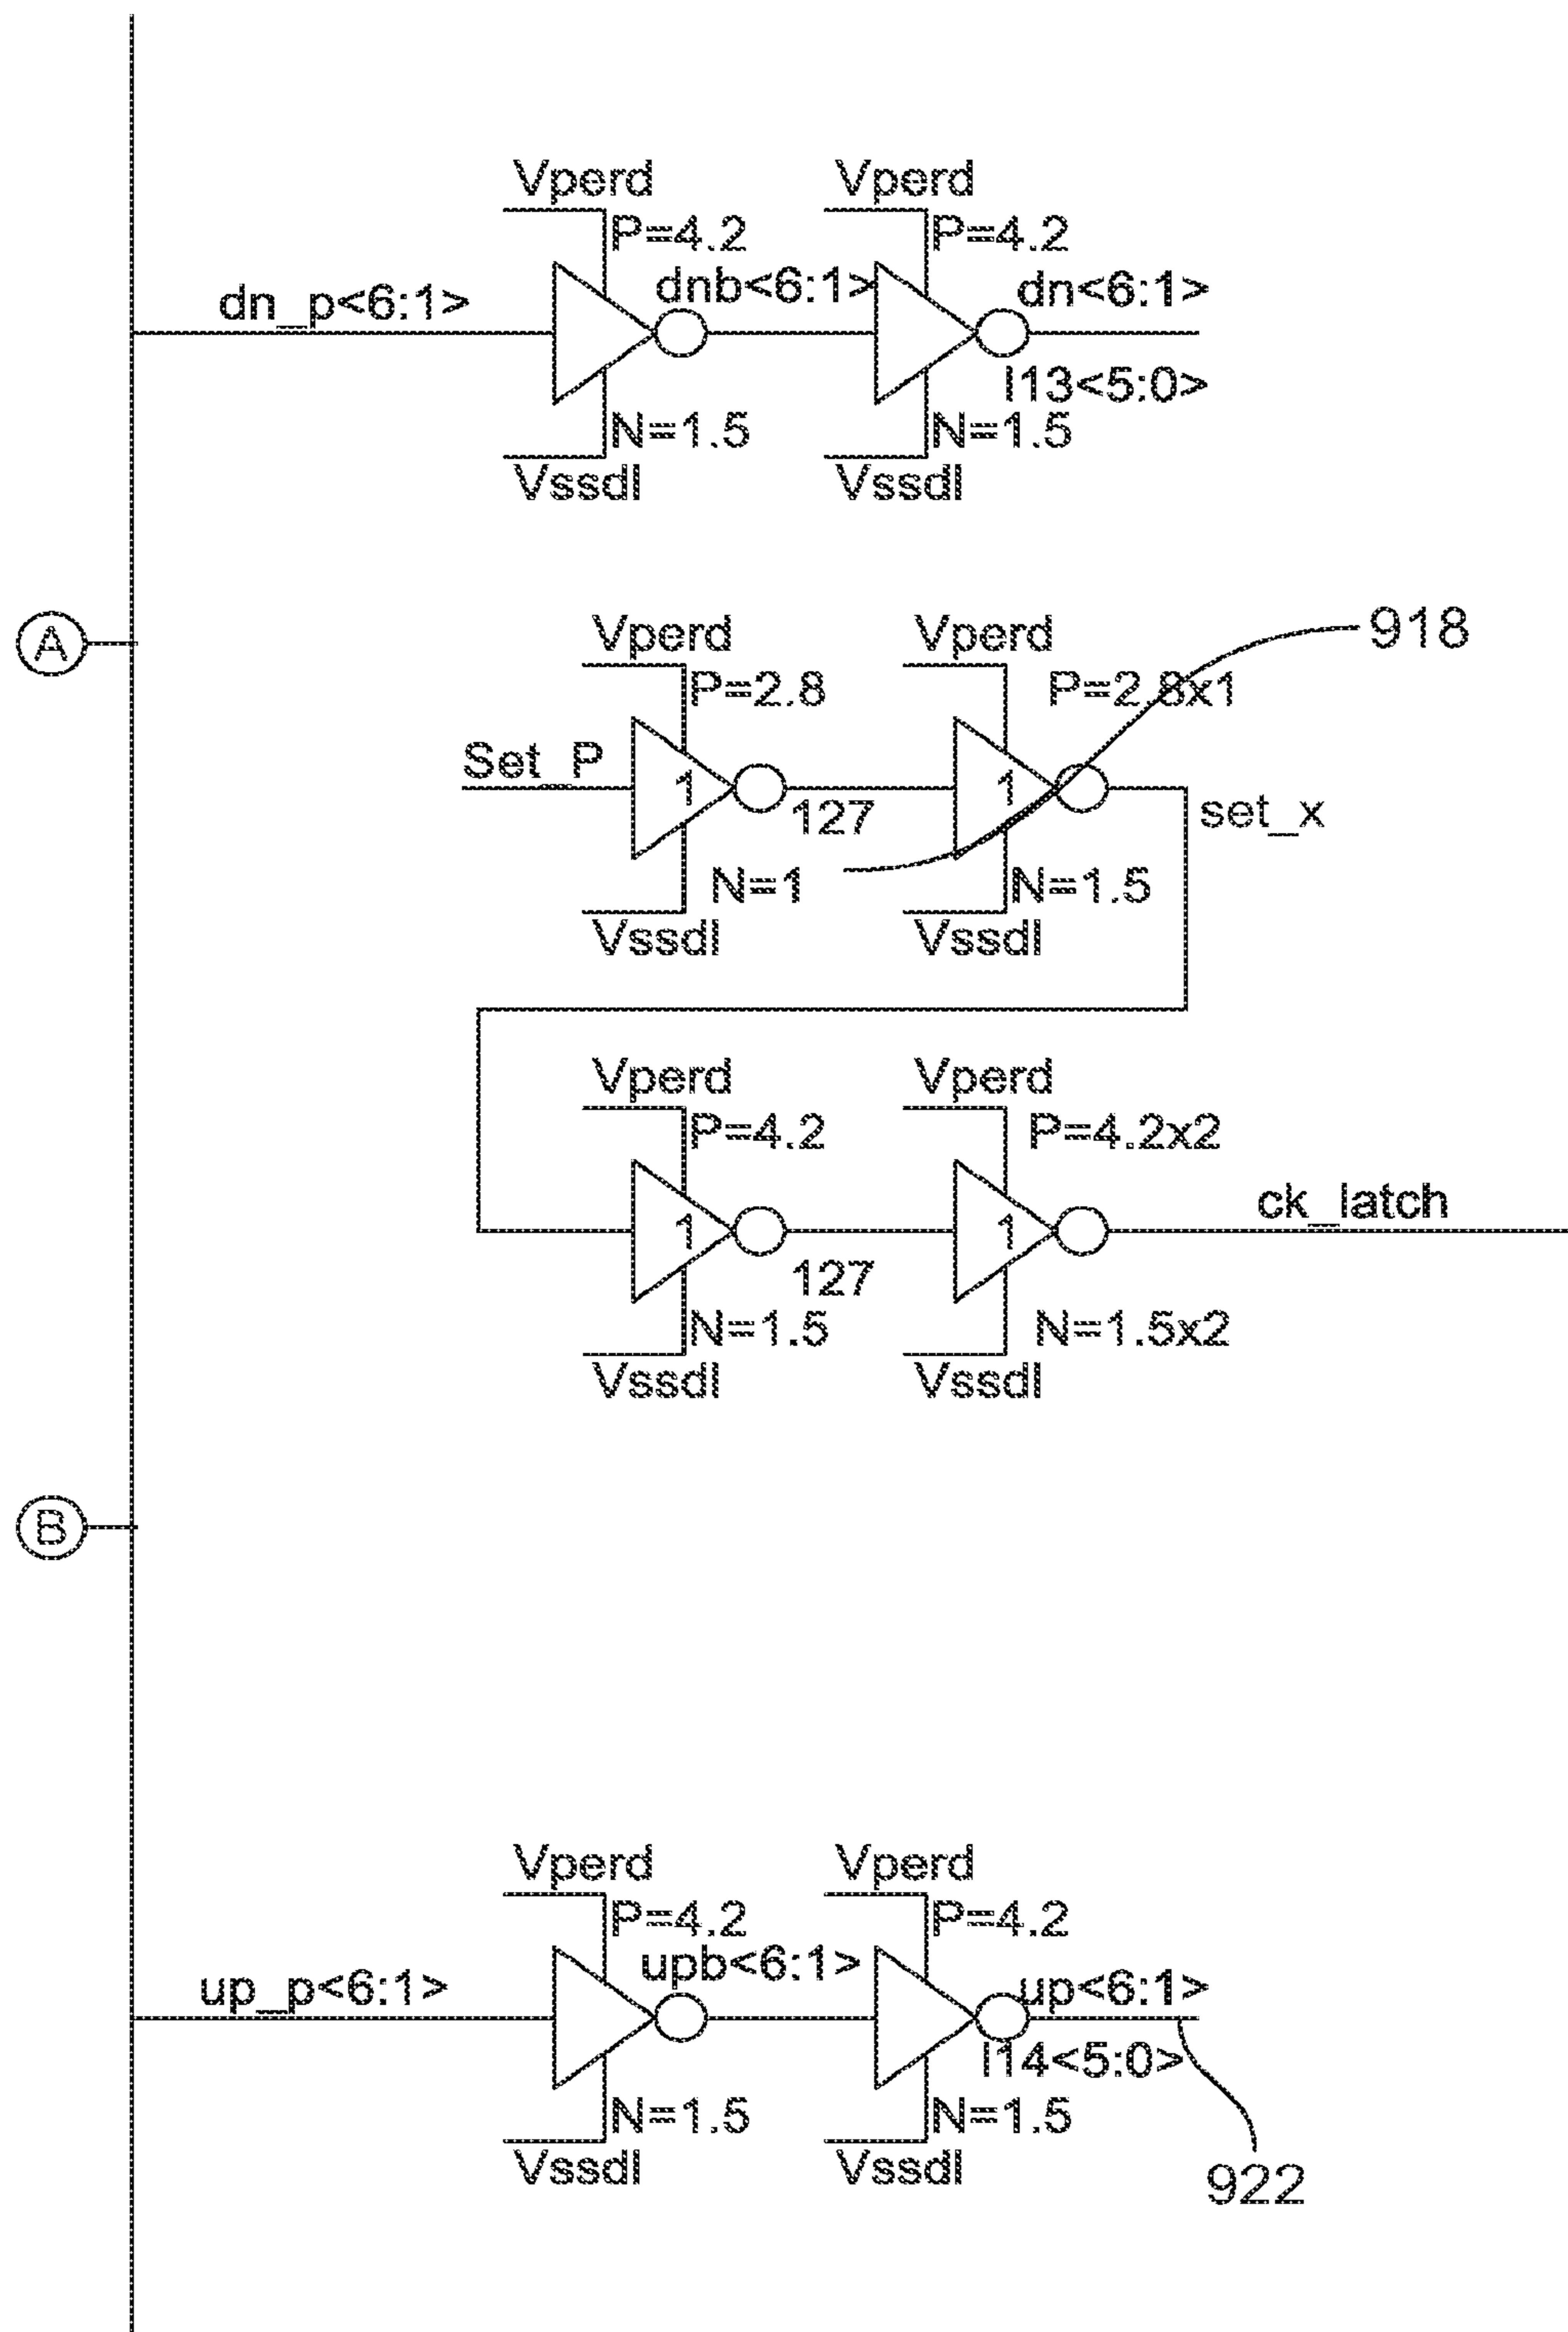 Vperd Vperd
P=4.2 P=4.2
dn_p<6:1> dnb<6:1> dn<6:1>
I13<5:0>
N=1.5 N=1.5
Vssdl Vssdl
A
Vperd Vperd 918
P=2.8 P=2.8x1
Set_P 1 1
127 set_x
N=1 N=1.5
Vssdl Vssdl
Vperd Vperd
P=4.2 P=4.2x2
ck_latch
1 1
127
N=1.5 N=1.5x2
Vssdl Vssdl
B
Vperd Vperd
P=4.2 P=4.2
up_p<6:1> upb<6:1> up<6:1>
I14<5:0>
N=1.5 N=1.5
Vssdl Vssdl
922